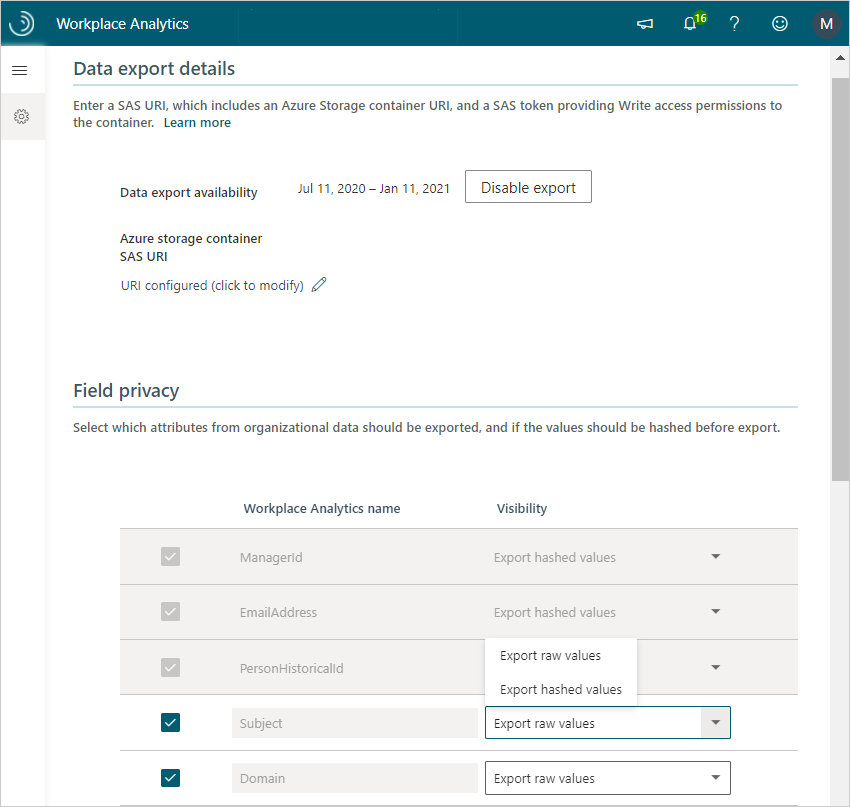 Workplace Analytics
16
?
M
Data export details
Enter a SAS URI, which includes an Azure Storage container URI, and a SAS token providing Write access permissions to
the container. Learn more
Data export availability Jul 11, 2020 – Jan 11, 2021 Disable export
Azure storage container
SAS URI
URI configured (click to modify)
Field privacy
Select which attributes from organizational data should be exported, and if the values should be hashed before export.
Workplace Analytics name Visibility
ManagerId Export hashed values
EmailAddress Export hashed values
Export raw values
PersonHistoricalId
Export hashed values
Subject Export raw values
Domain Export raw values